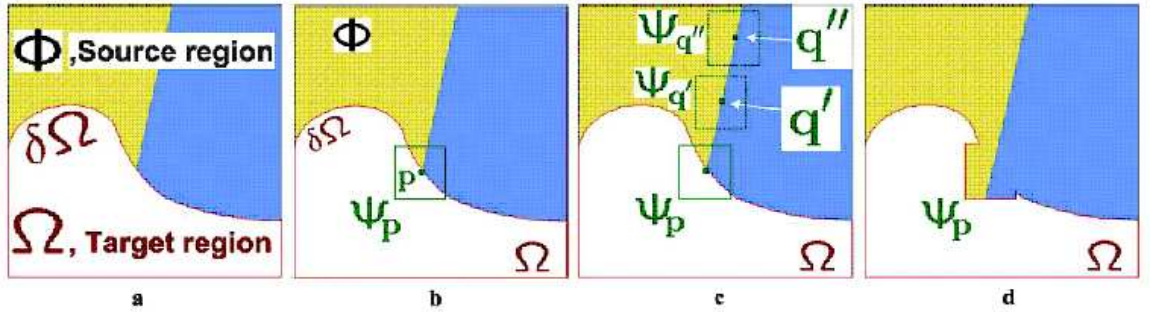 Φ ,Source region
δΩ
Ω, Target region
a
Φ
δΩ
p
Ψp
Ω
b
Ψq''
q''
Ψq'
q'
Ψp
Ω
c
Ψp
Ω
d